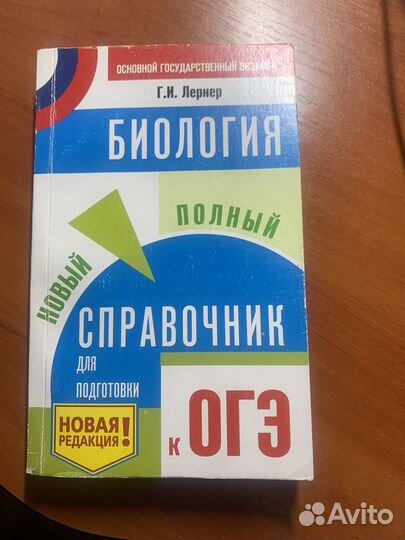 ОСНОВНОЙ ГОСУДАРСТВЕННЫЙ ЭКЗАМЕН
Г.И. Лернер
БИОЛОГИЯ
НОВЫЙ
ПОЛНЫЙ
СПРАВОЧНИК
ДЛЯ
ПОДГОТОВКИ
НОВАЯ
РЕДАКЦИЯ!
к ОГЭ
Avito